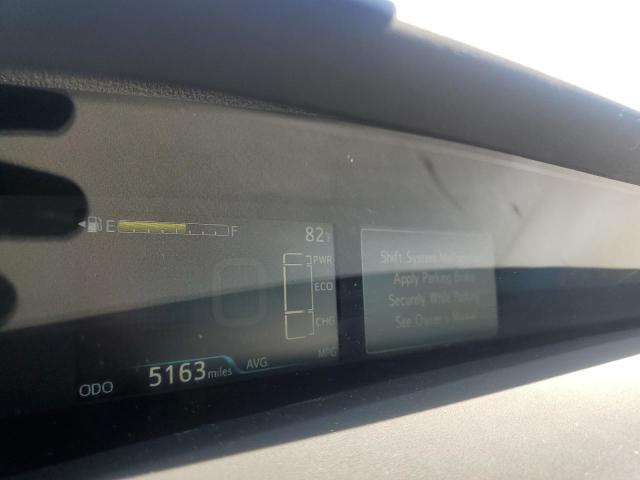 E F 82°F
PWR
ECO
CHG
MPG
AVG
ODO 5163 miles
Shift System
Apply Parking Brake
Securely While Parking
See Owner's Manual